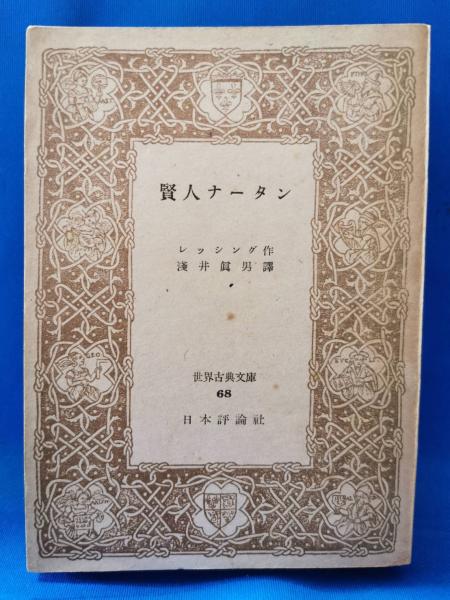 賢人ナータン
レッシング作
淺井眞男譯
世界古典文庫
68
日本評論社